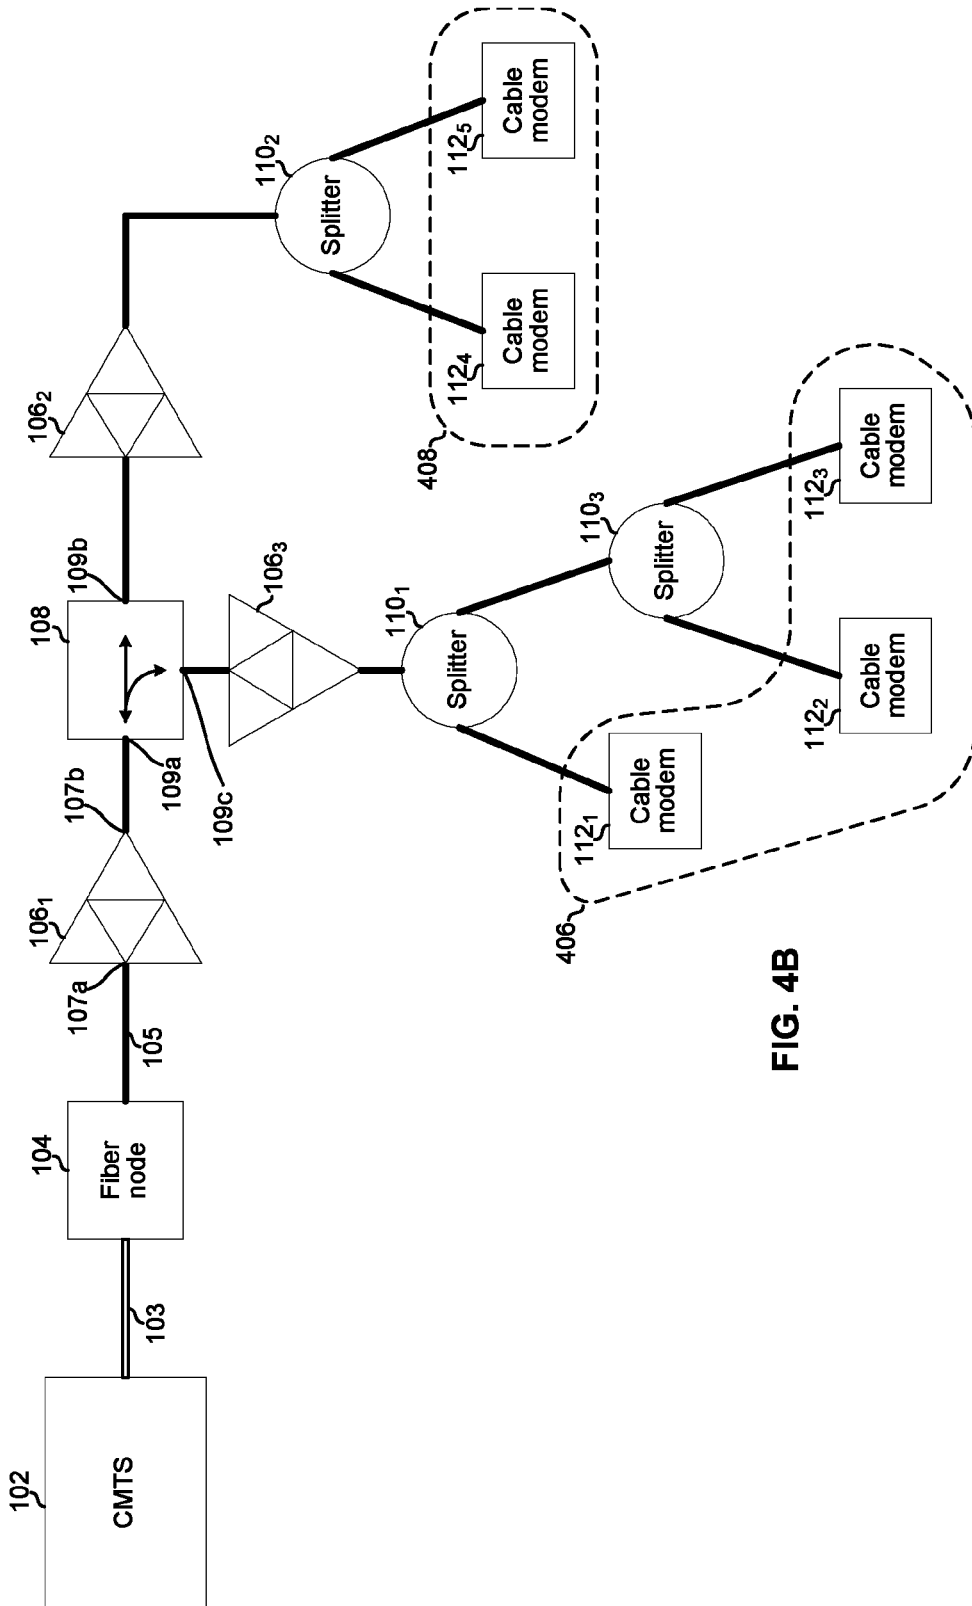 102
CMTS
103
104
Fiber
node
105
107a
106₁
107b
109a
108
109b
109c
106₂
106₃
110₁
Splitter
110₂
Splitter
110₃
Splitter
112₁
Cable
modem
112₂
Cable
modem
112₃
Cable
modem
406
112₄
Cable
modem
112₅
Cable
modem
408
FIG. 4B